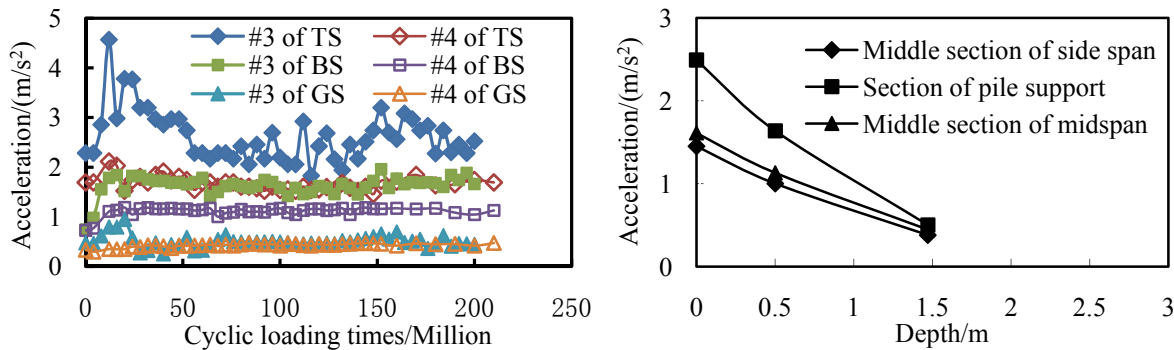 Acceleration/(m/s²)
5
4
3
2
1
0
#3 of TS
#4 of TS
#3 of BS
#4 of BS
#3 of GS
#4 of GS
0 50 100 150 200 250
Cyclic loading times/Million
Acceleration/(m/s²)
3
2
1
0
Middle section of side span
Section of pile support
Middle section of midspan
0 0.5 1 1.5 2 2.5 3
Depth/m